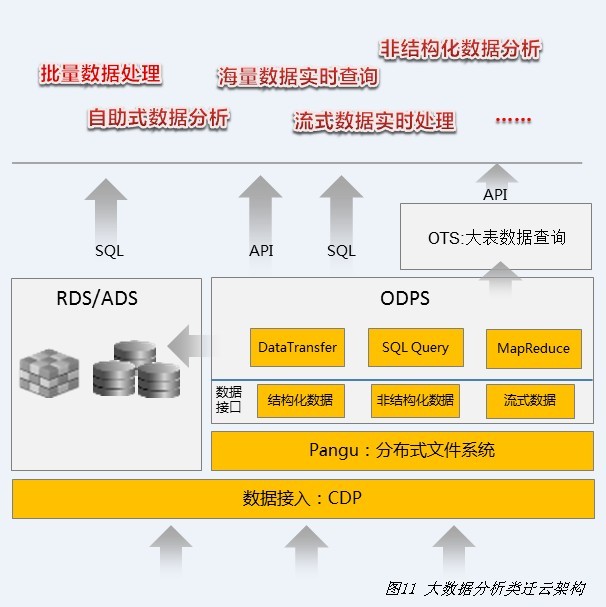 非结构化数据分析
批量数据处理
海量数据实时查询
自助式数据分析
流式数据实时处理
……
API
SQL
API
SQL
OTS:大表数据查询
RDS/ADS
ODPS
DataTransfer
SQL Query
MapReduce
数据
接口
结构化数据
非结构化数据
流式数据
Pangu：分布式文件系统
数据接入：CDP
图11 大数据分析类迁云架构